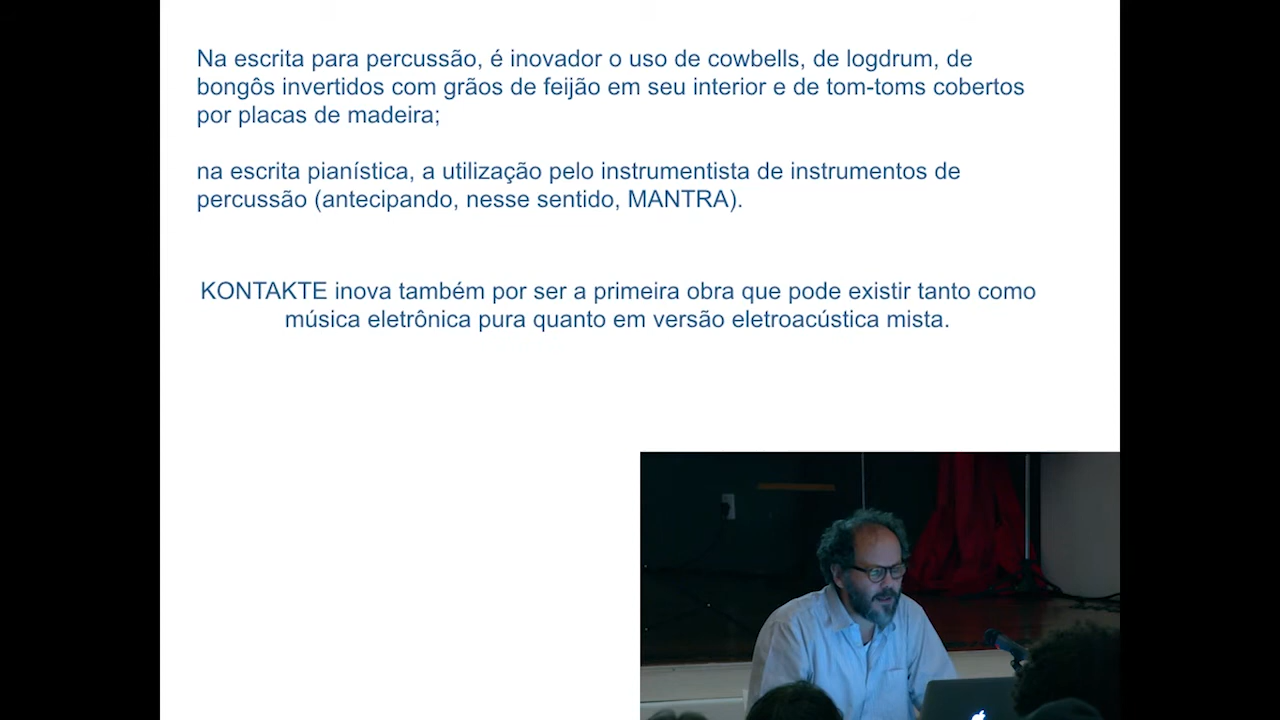 Na escrita para percussão, é inovador o uso de cowbells, de logdrum, de
bongôs invertidos com grãos de feijão em seu interior e de tom-toms cobertos
por placas de madeira;
na escrita pianística, a utilização pelo instrumentista de instrumentos de
percussão (antecipando, nesse sentido, MANTRA).
KONTAKTE inova também por ser a primeira obra que pode existir tanto como
música eletrônica pura quanto em versão eletroacústica mista.